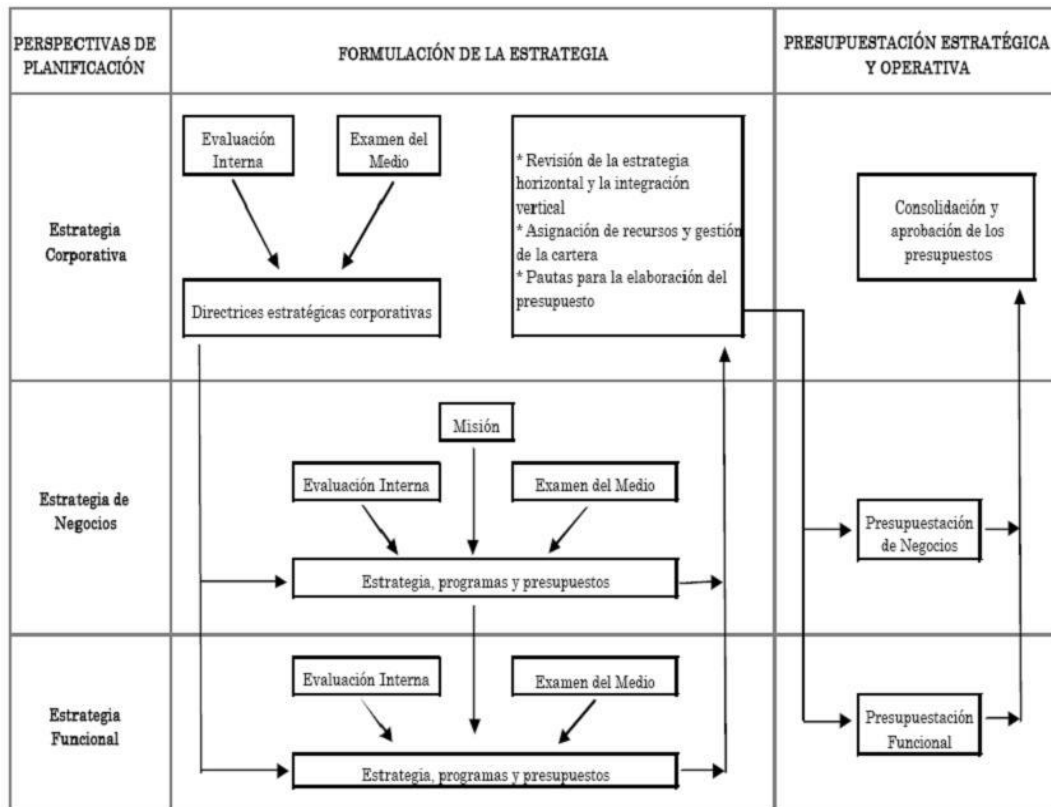 PERSPECTIVAS DE
PLANIFICACIÓN
FORMULACIÓN DE LA ESTRATEGIA
PRESUPUESTACIÓN ESTRATÉGICA
Y OPERATIVA
Estrategia
Corporativa
Evaluación
Interna
Examen del
Medio
Directrices estratégicas corporativas
* Revisión de la estrategia
horizontal y la integración
vertical
* Asignación de recursos y gestión
de la cartera
* Pautas para la elaboración del
presupuesto
Consolidación y
aprobación de los
presupuestos
Estrategia de
Negocios
Misión
Evaluación Interna
Examen del Medio
Estrategia, programas y presupuestos
Presupuestación
de Negocios
Estrategia
Funcional
Evaluación Interna
Examen del Medio
Estrategia, programas y presupuestos
Presupuestación
Funcional